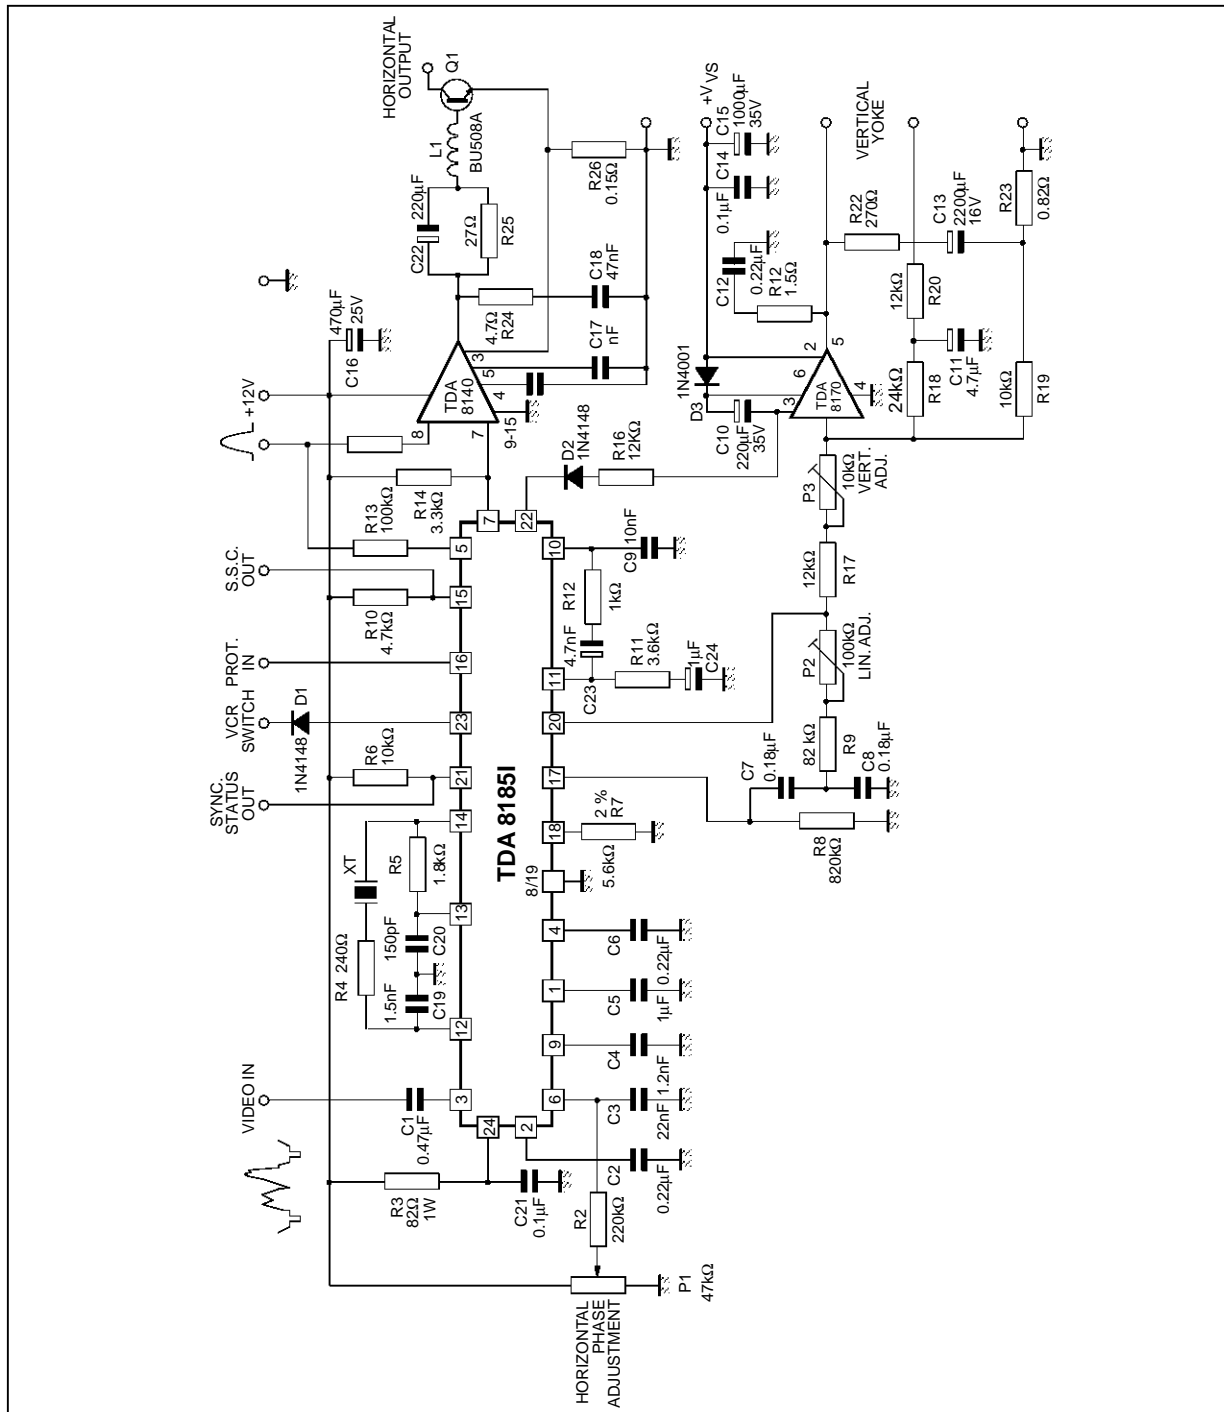 HORIZONTAL
OUTPUT
Q1
L1
BU508A
C22
220µF
27Ω
R25
R26
0.15Ω
470µF
25V
C16
4.7Ω
R24
C18
47nF
C17
nF
TDA
8140
8
7
3
5
4
9-15
+12V
R13
100kΩ
R14
3.3kΩ
D2
1N4148
R16
12KΩ
S.S.C.
OUT
R10
4.7kΩ
PROT.
IN
VCR
SWITCH
D1
1N4148
R6
10kΩ
SYNC.
STATUS
OUT
XT
R5
1.8kΩ
R4 240Ω
150pF
C20
1.5nF
C19
VIDEO IN
C1
0.47µF
R3
82Ω
1W
C21
0.1µF
TDA 8185I
7
22
5
15
16
23
21
14
13
12
3
24
2
10
11
20
17
18
8/19
4
1
9
6
C9
10nF
R12
1kΩ
4.7nF
C23
R11
3.6kΩ
1µF
C24
2 %
R7
5.6kΩ
C6
0.22µF
C5
1µF
C4
1.2nF
C3
22nF
C2
0.22µF
R2
220kΩ
P1
47kΩ
HORIZONTAL
PHASE
ADJUSTMENT
+V VS
C15
1000µF
35V
C14
0.1µF
C12
0.22µF
R12
1.5Ω
1N4001
D3
C10
220µF
35V
TDA
8170
2
6
3
5
4
VERTICAL
YOKE
R22
270Ω
C13
2200µF
16V
R23
0.82Ω
12kΩ
R20
24kΩ
R18
C11
4.7µF
10kΩ
R19
P3
10kΩ
VERT.
ADJ.
12kΩ
R17
P2
100kΩ
LIN. ADJ.
82 kΩ
R9
C7
0.18µF
C8
0.18µF
R8
820kΩ